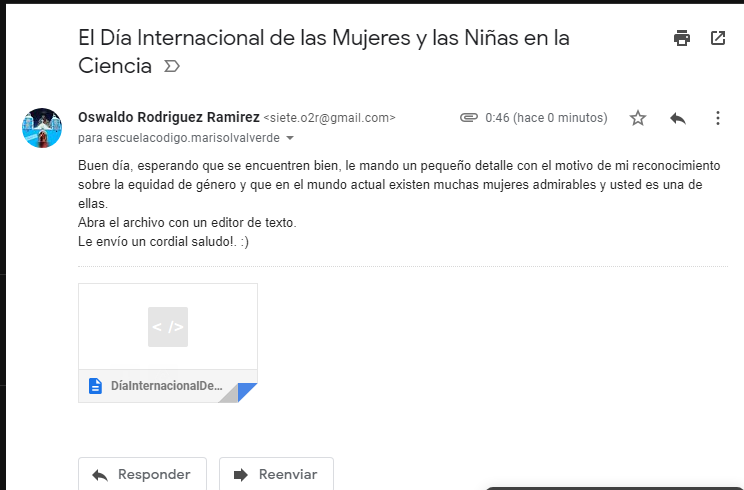 El Día Internacional de las Mujeres y las Niñas en la
Ciencia
Oswaldo Rodriguez Ramirez <siete.o2r@gmail.com>
0:46 (hace 0 minutos)
para escuelacodigo.marisolvalverde
Buen día, esperando que se encuentren bien, le mando un pequeño detalle con el motivo de mi reconocimiento
sobre la equidad de género y que en el mundo actual existen muchas mujeres admirables y usted es una de
ellas.
Abra el archivo con un editor de texto.
Le envío un cordial saludo!. :)
< />
DíaInternacionalDe...
Responder
Reenviar